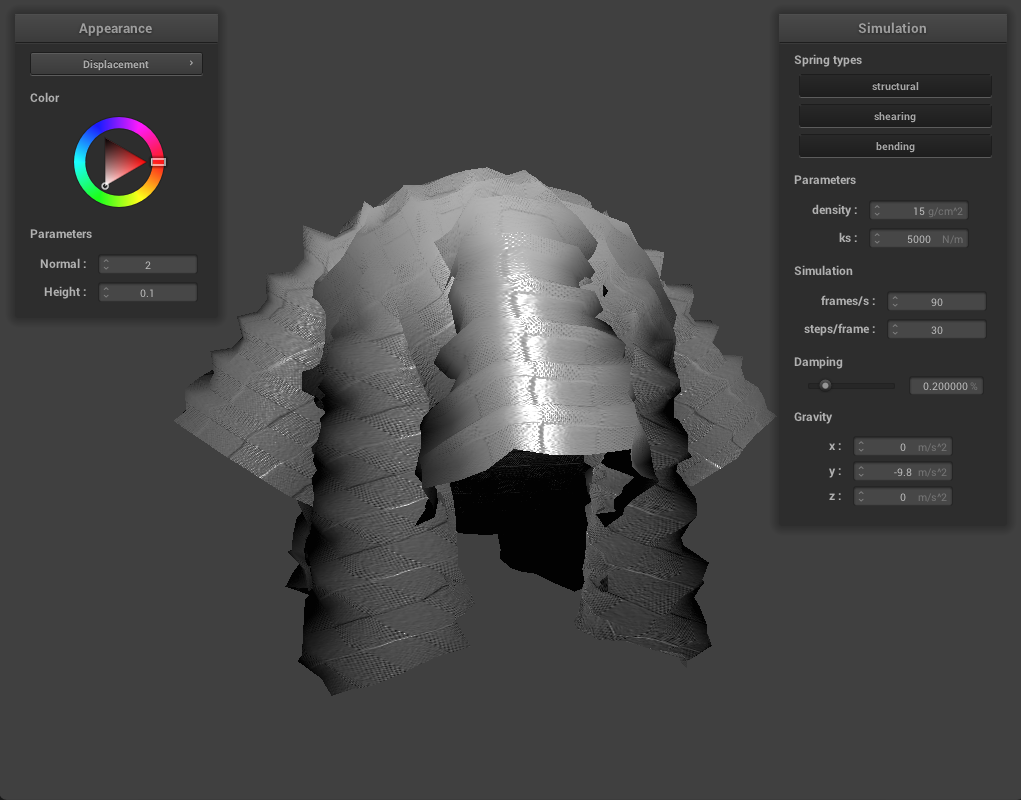 Appearance
Displacement
Color
Parameters
Normal : 2
Height : 0.1
Simulation
Spring types
structural
shearing
bending
Parameters
density : 15 g/cm^2
ks : 5000 N/m
Simulation
frames/s : 90
steps/frame : 30
Damping
0.200000 %
Gravity
x : 0 m/s^2
y : -9.8 m/s^2
z : 0 m/s^2